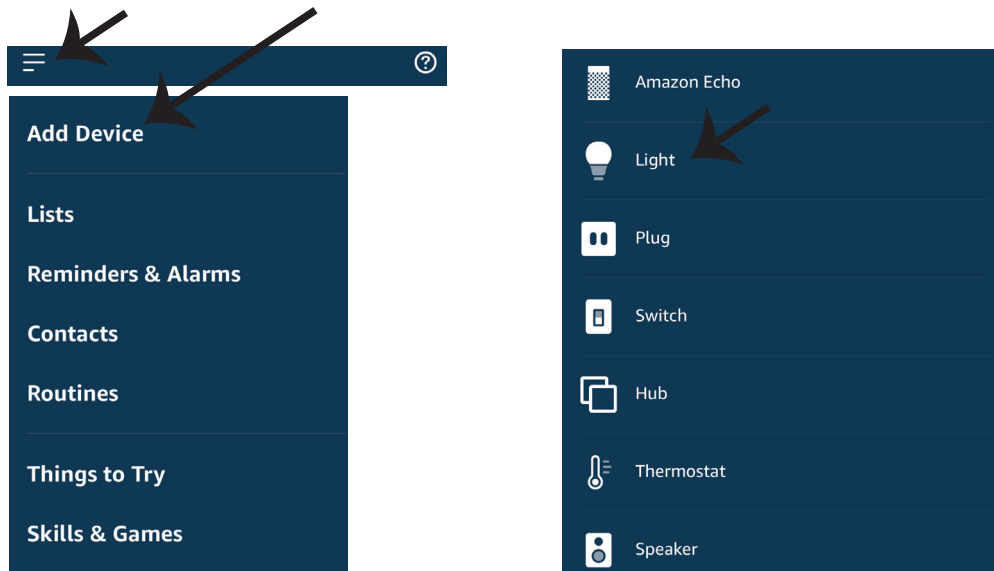 ?
Add Device
Lists
Reminders & Alarms
Contacts
Routines
Things to Try
Skills & Games
Amazon Echo
Light
Plug
Switch
Hub
Thermostat
Speaker